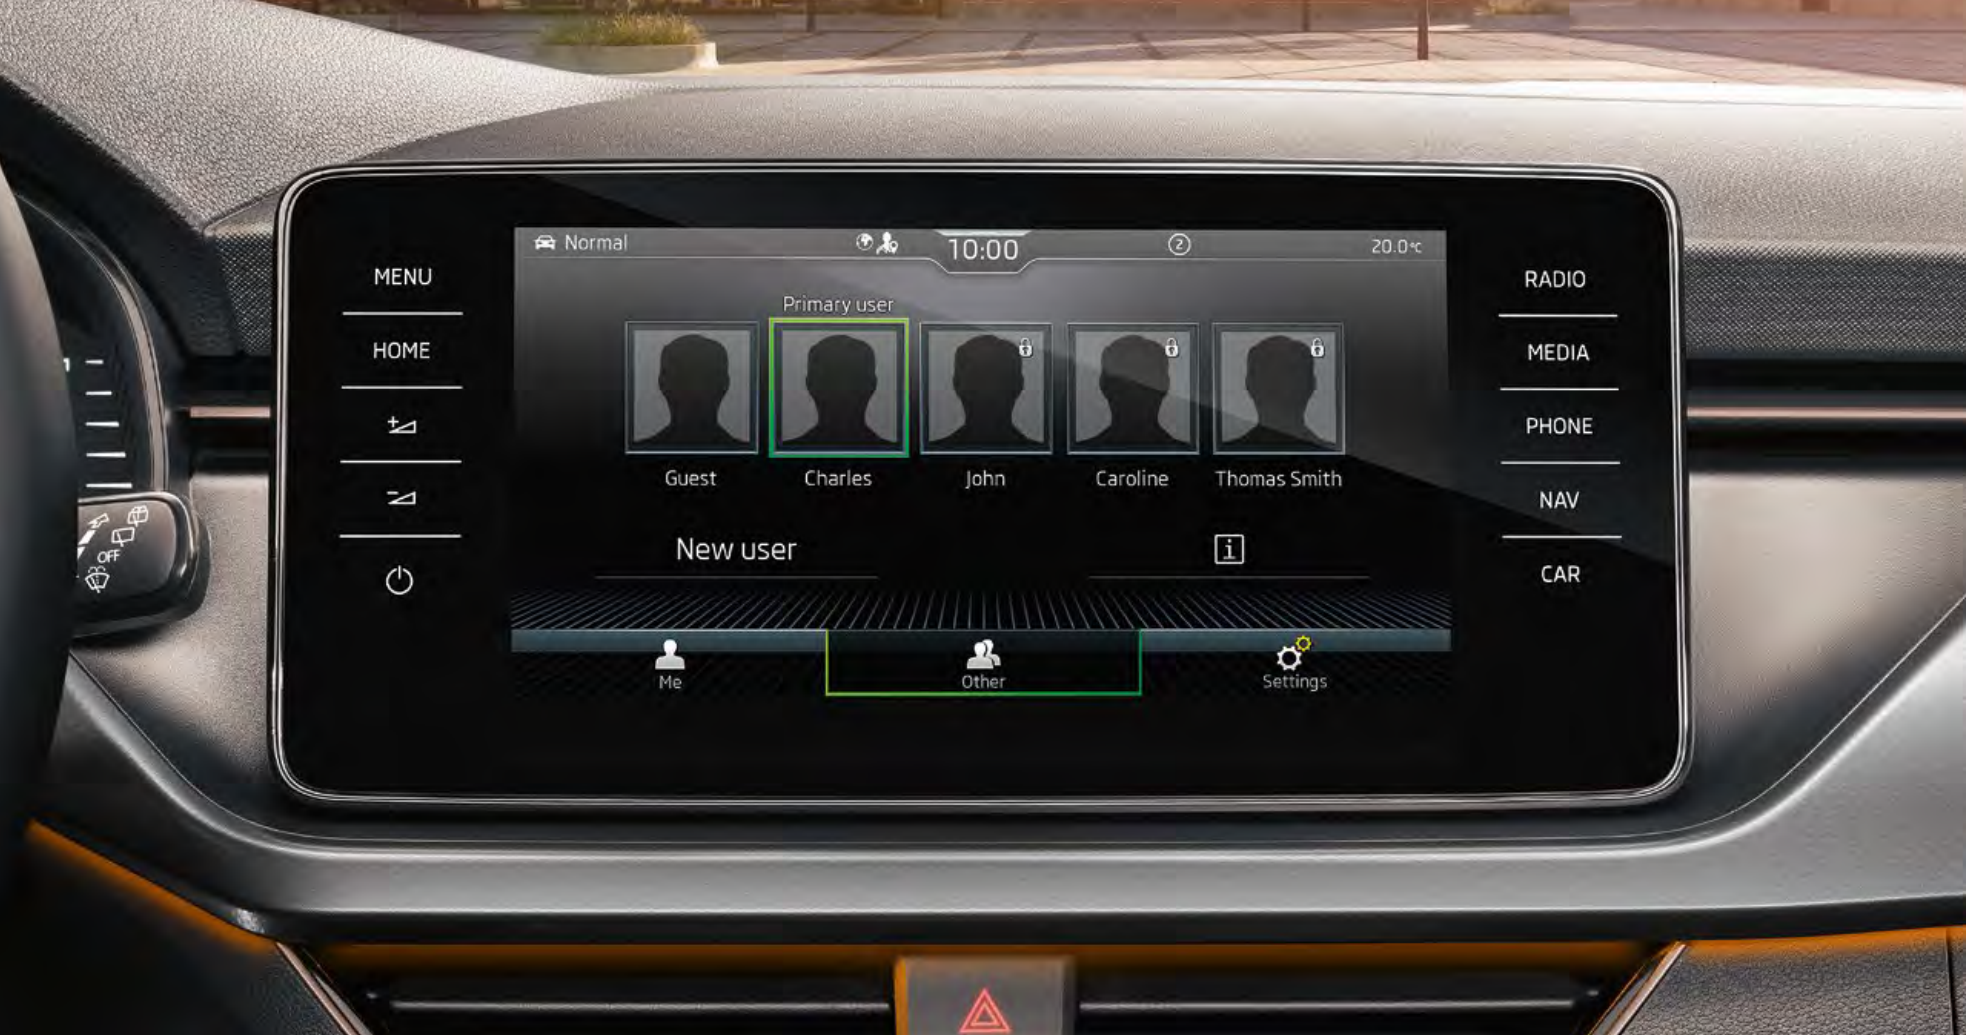 Normal
10:00
2
20.0°C
MENU
HOME
OFF
Primary user
Guest
Charles
John
Caroline
Thomas Smith
New user
i
Me
Other
Settings
RADIO
MEDIA
PHONE
NAV
CAR